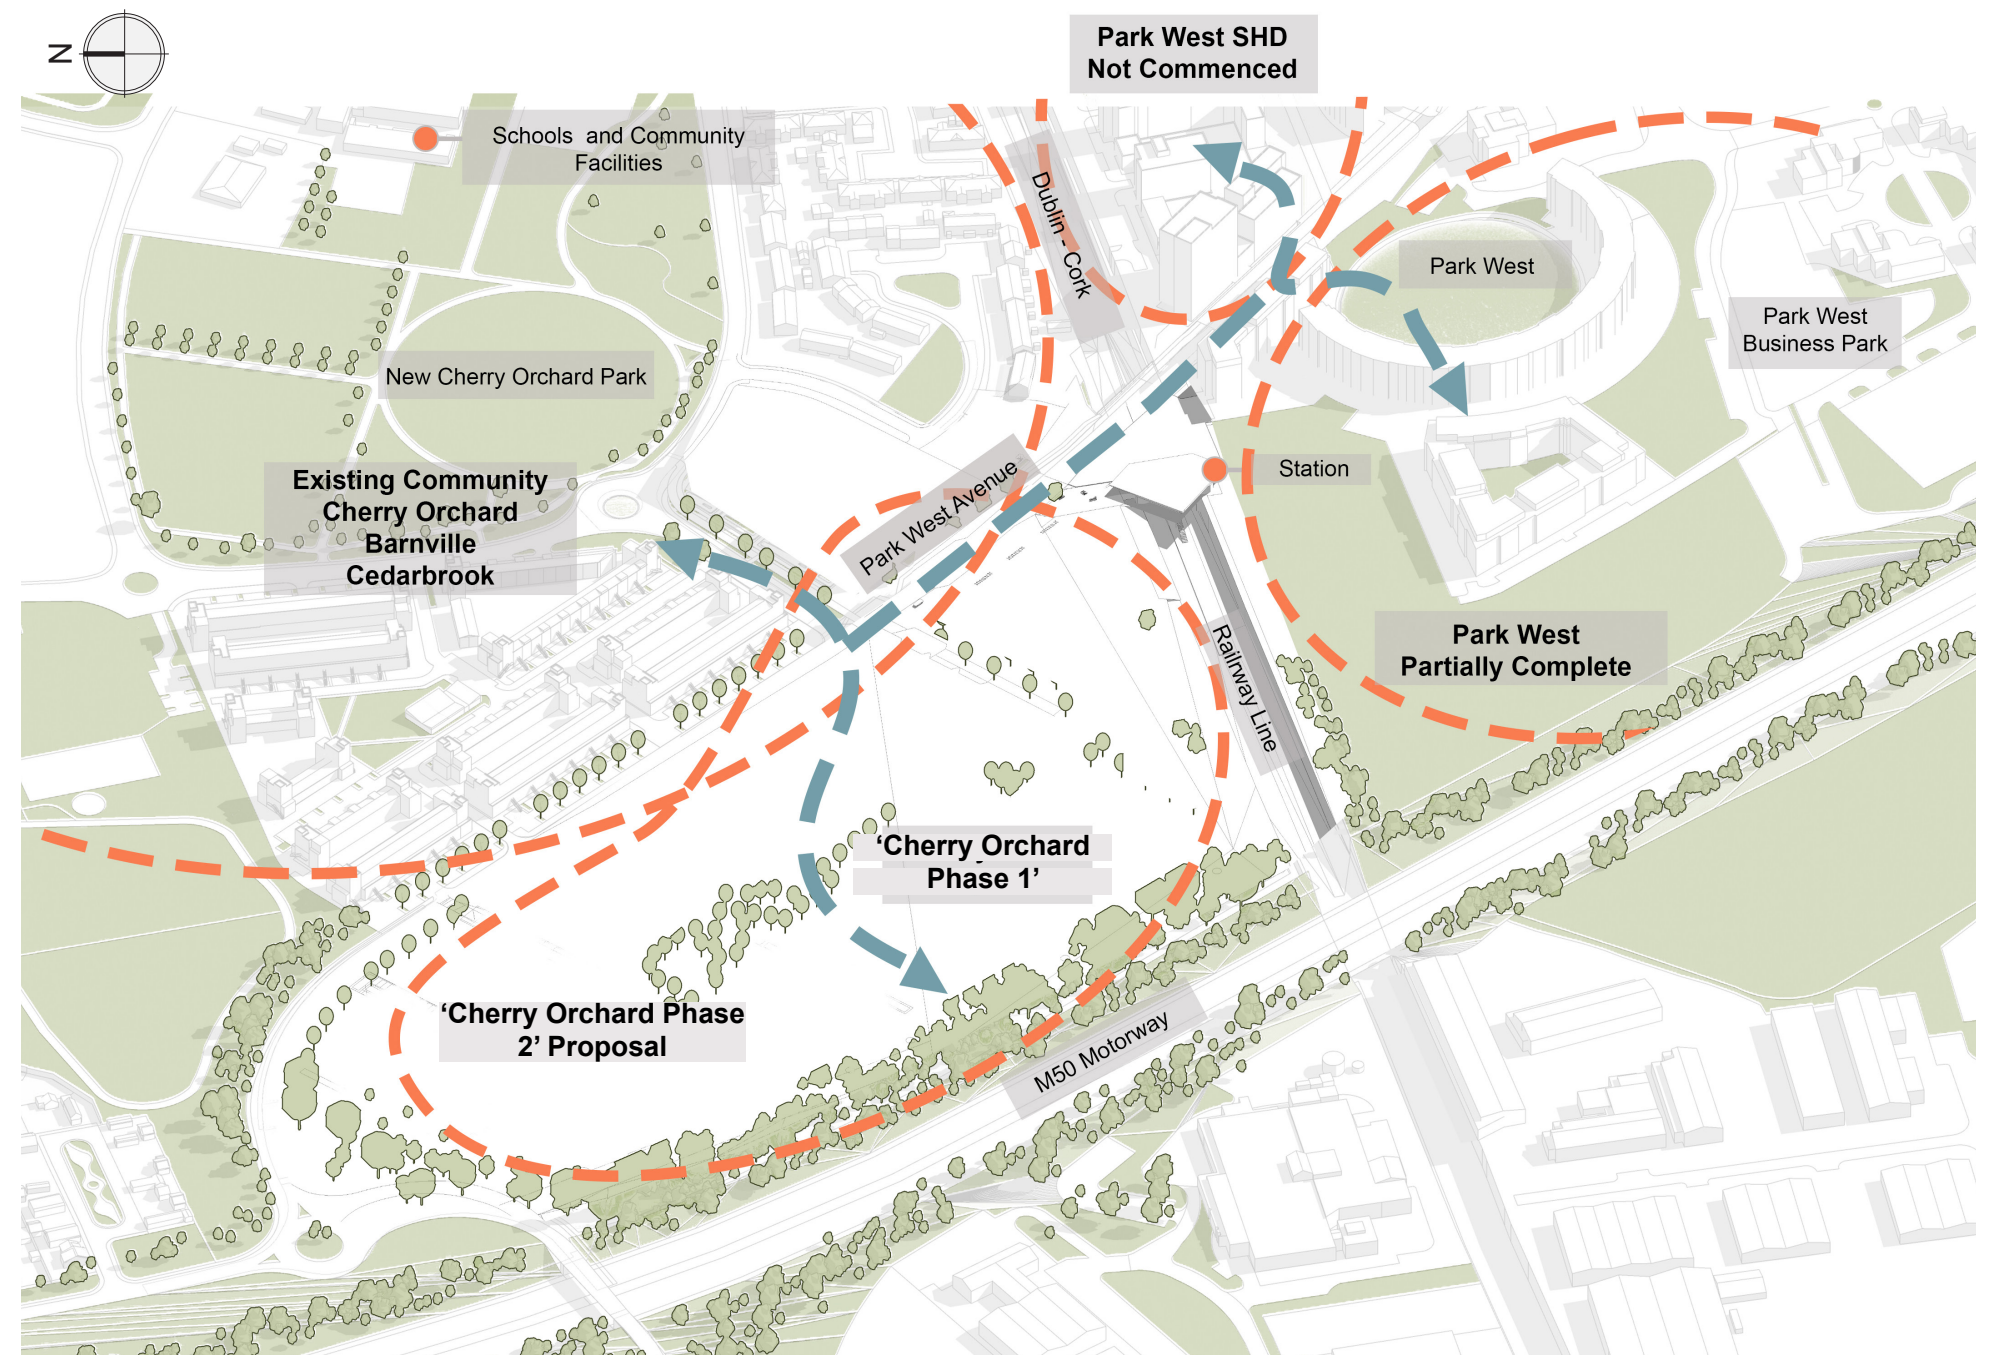 N
Park West SHD
Not Commenced
Schools and Community
Facilities
Dublin - Cork
Park West
Park West
Business Park
New Cherry Orchard Park
Existing Community
Cherry Orchard
Barnville
Cedarbrook
Park West Avenue
Station
Railway Line
Park West
Partially Complete
‘Cherry Orchard
Phase 1’
‘Cherry Orchard Phase
2’ Proposal
M50 Motorway